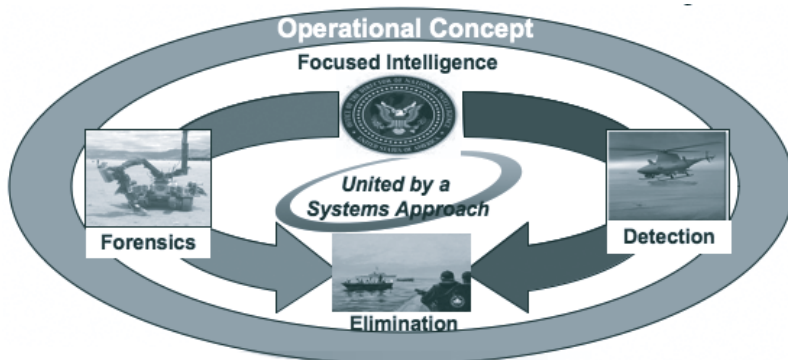 Operational Concept
Focused Intelligence
United by a
Systems Approach
Forensics
Detection
Elimination